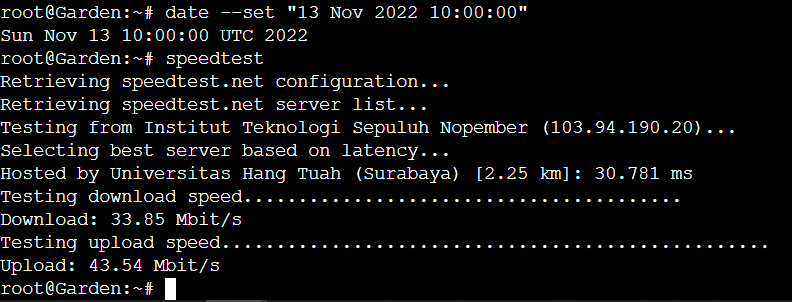 root@Garden:~# date --set "13 Nov 2022 10:00:00"
Sun Nov 13 10:00:00 UTC 2022
root@Garden:~# speedtest
Retrieving speedtest.net configuration...
Retrieving speedtest.net server list...
Testing from Institut Teknologi Sepuluh Nopember (103.94.190.20)...
Selecting best server based on latency...
Hosted by Universitas Hang Tuah (Surabaya) [2.25 km]: 30.781 ms
Testing download speed......................................
Download: 33.85 Mbit/s
Testing upload speed................................................
Upload: 43.54 Mbit/s
root@Garden:~#